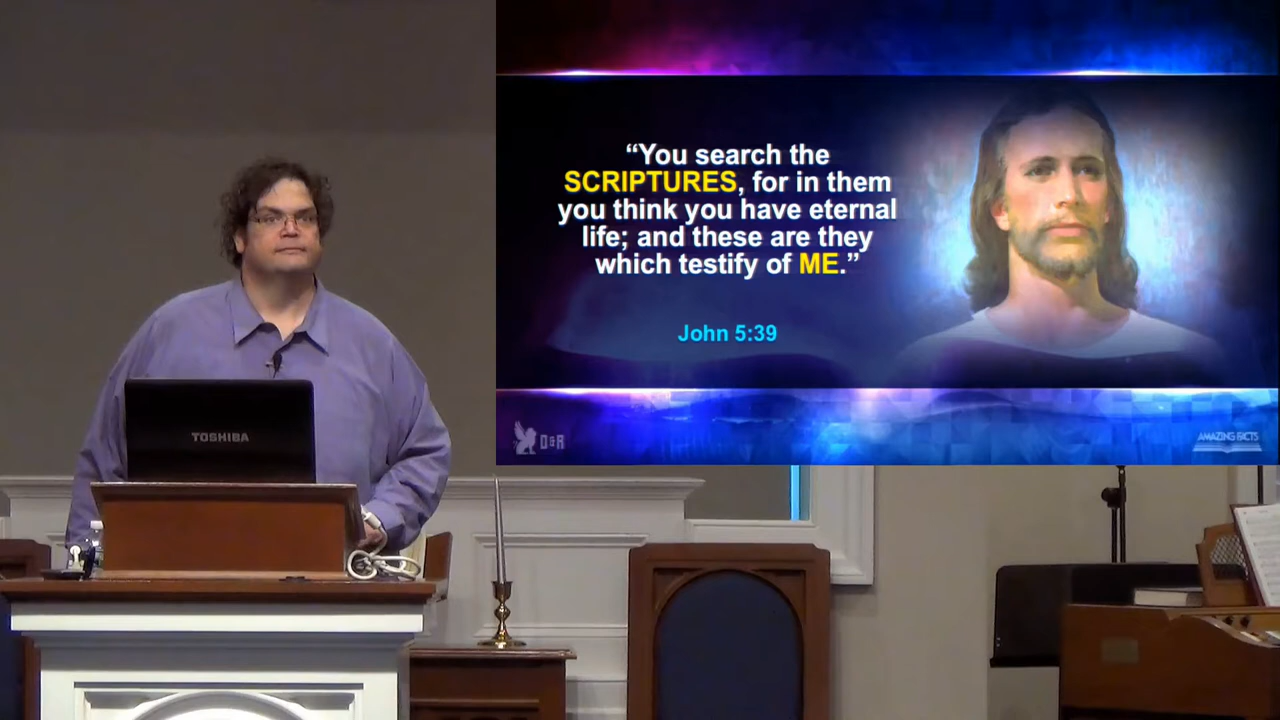 “You search the
SCRIPTURES, for in them
you think you have eternal
life; and these are they
which testify of ME.”
John 5:39
D&R
AMAZING FACTS
TOSHIBA